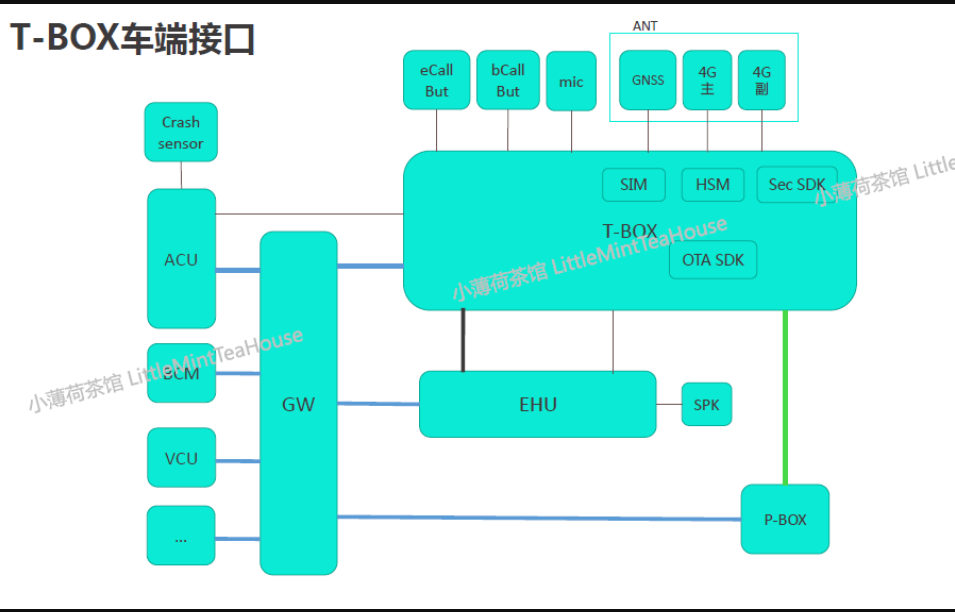 T-BOX车端接口
ANT
eCall
But
bCall
But
mic
GNSS
4G
主
4G
副
Crash
sensor
SIM
HSM
Sec SDK
小薄荷茶馆 Little
T-BOX
OTA SDK
小薄荷茶馆 LittleMintTeaHouse
ACU
小薄荷茶馆 LittleMintTeaHouse
BCM
GW
EHU
SPK
VCU
P-BOX
...